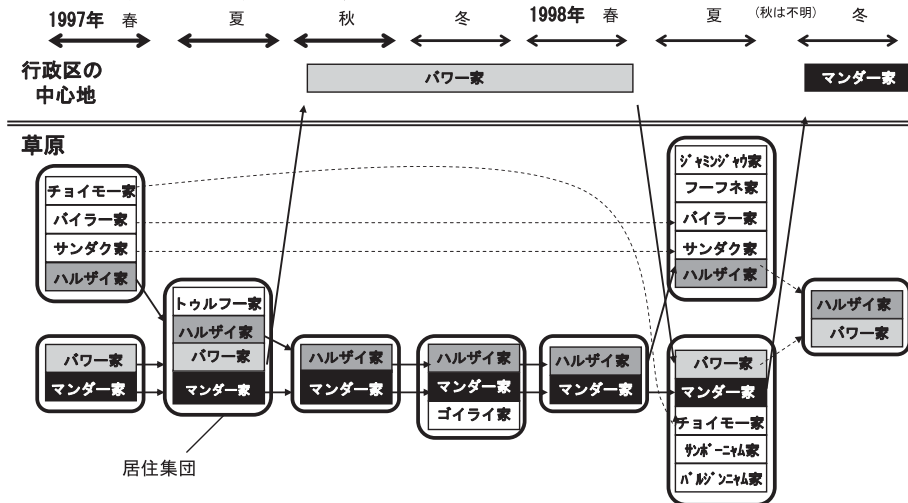 1997年 春 夏 秋 冬 1998年 春 夏 (秋は不明) 冬
行政区の
中心地
パワー家
マンダー家
草原
チョイモー家
バイラー家
サンダク家
ハルザイ家
パワー家
マンダー家
トゥルフー家
ハルザイ家
パワー家
マンダー家
居住集団
ハルザイ家
マンダー家
ハルザイ家
マンダー家
ゴイライ家
ハルザイ家
マンダー家
ジャミンジャウ家
フーフネ家
バイラー家
サンダク家
ハルザイ家
パワー家
マンダー家
チョイモー家
サンボーニャム家
バルジンニャム家
ハルザイ家
パワー家